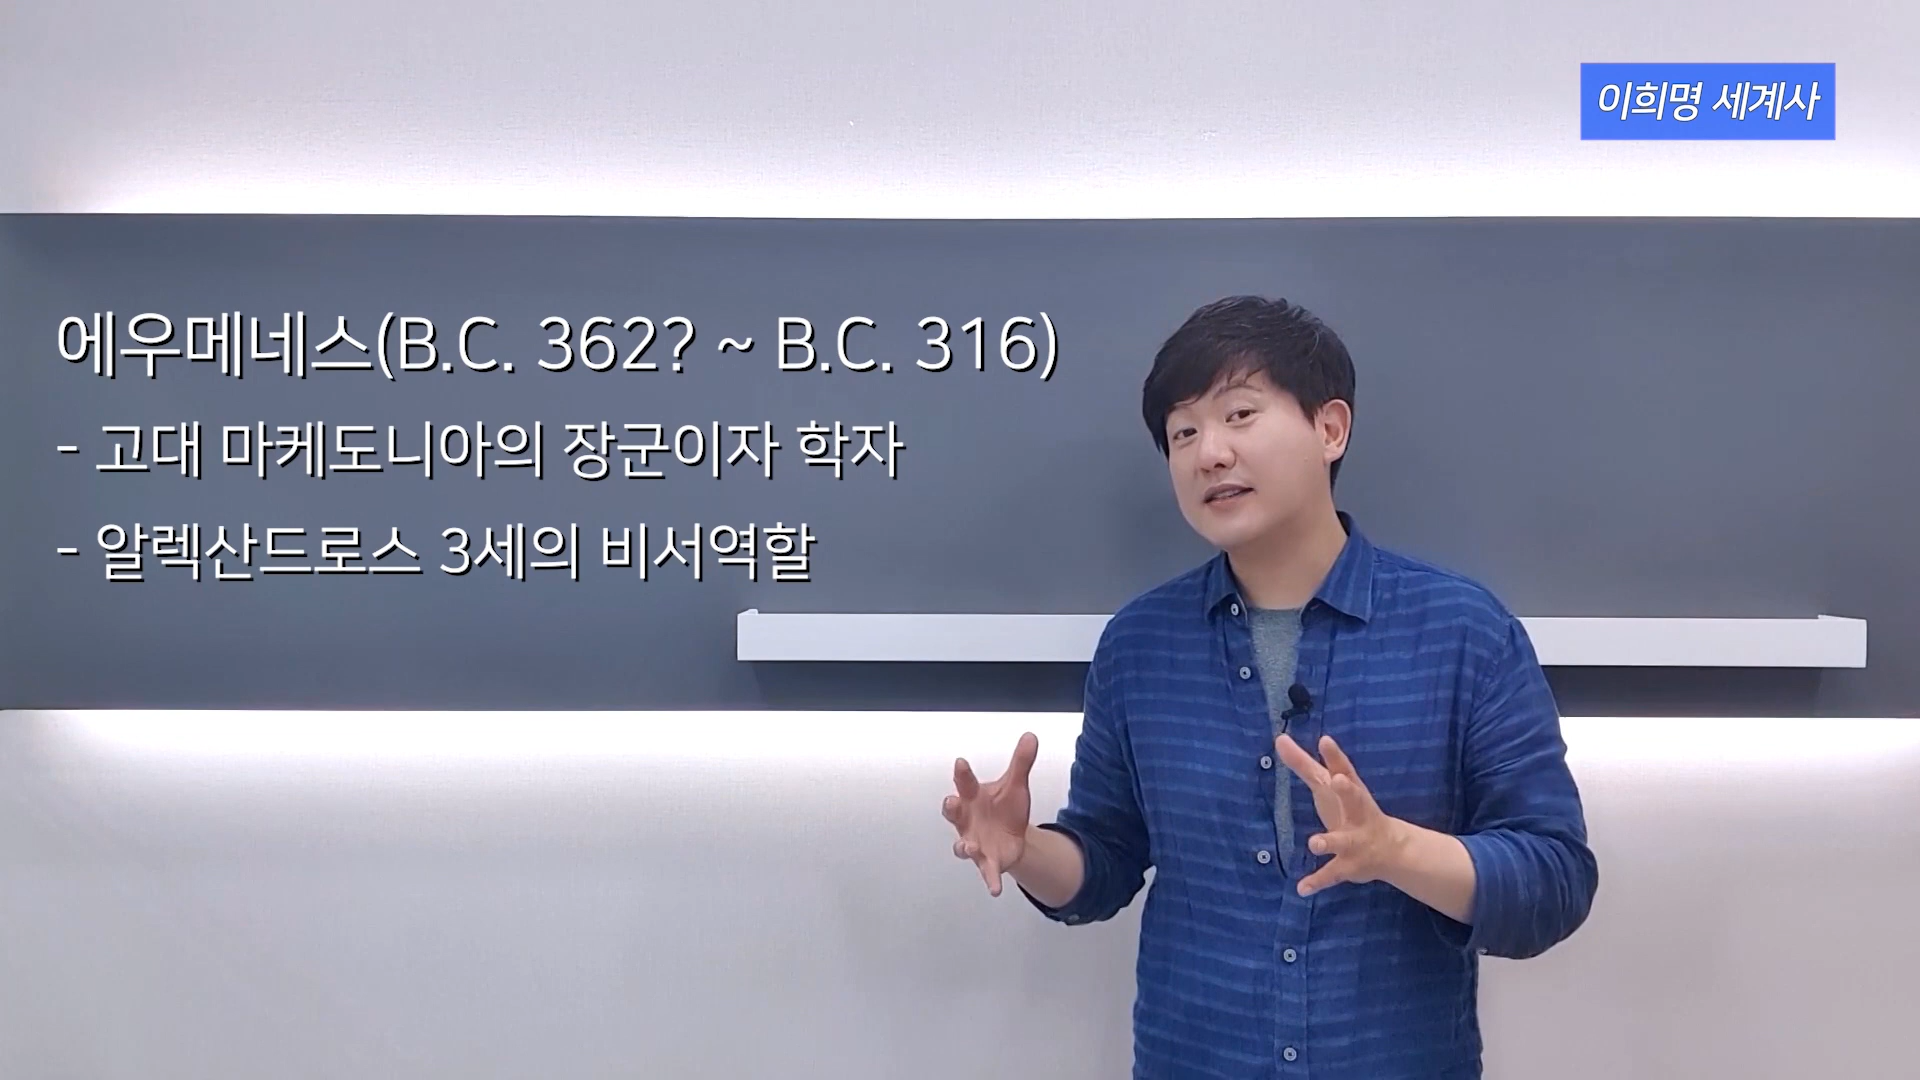 이희명 세계사
에우메네스(B.C. 362? ~ B.C. 316)
- 고대 마케도니아의 장군이자 학자
- 알렉산드로스 3세의 비서역할